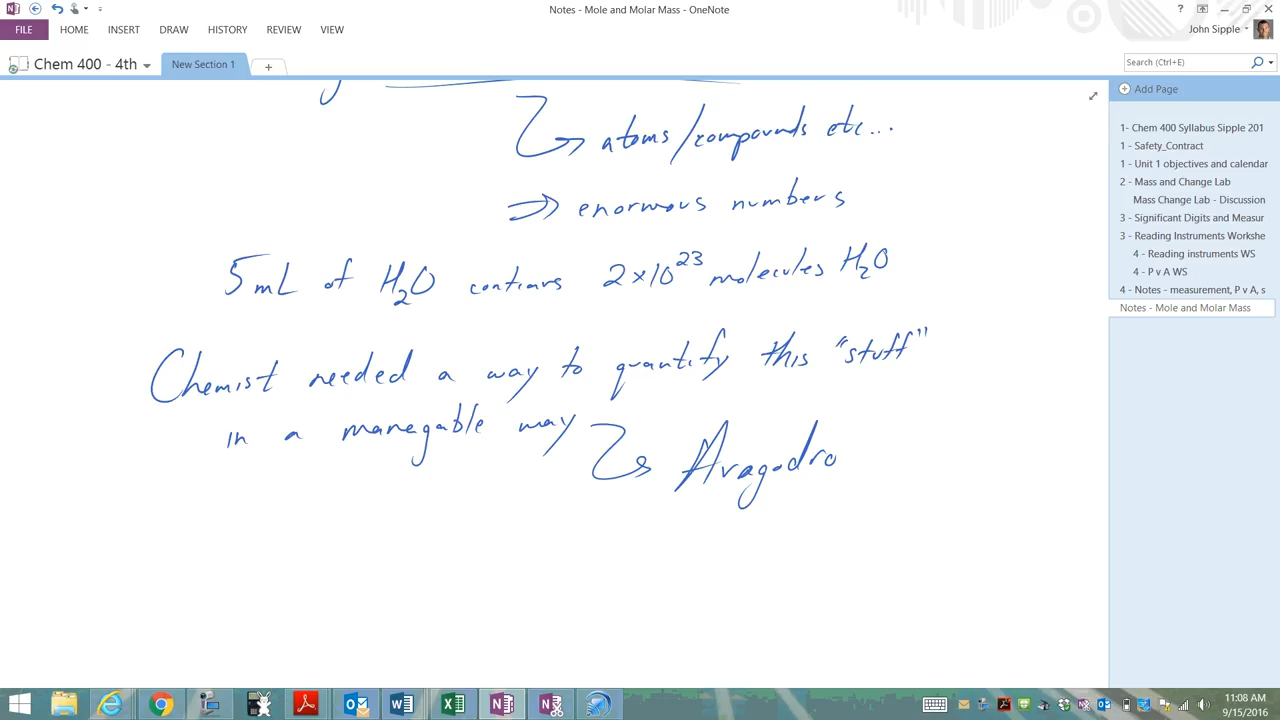 Notes - Mole and Molar Mass - OneNote
FILE HOME INSERT DRAW HISTORY REVIEW VIEW
John Sipple
Chem 400 - 4th
New Section 1
Search (Ctrl+E)
atoms/compounds etc...
⇒ enormous numbers
5mL of H₂O contians 2×10²³ molecules H₂O
Chemist needed a way to quantify this "stuff"
in a manegable way
Avagodro
Add Page
1- Chem 400 Syllabus Sipple 201
1 - Safety_Contract
1 - Unit 1 objectives and calendar
2 - Mass and Change Lab
Mass Change Lab - Discussion
3 - Significant Digits and Measur
3 - Reading Instruments Workshe
4 - Reading instruments WS
4 - P v A WS
4 - Notes - measurement, P v A, s
Notes - Mole and Molar Mass
11:08 AM
9/15/2016